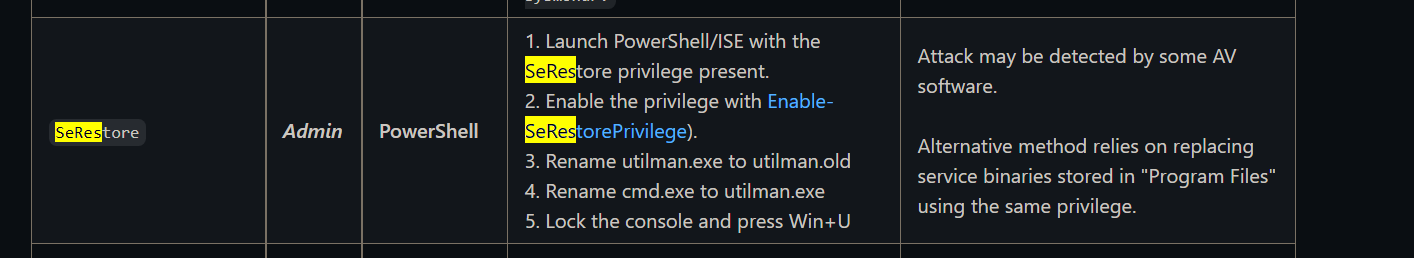 SeRestore
Admin
PowerShell
1. Launch PowerShell/ISE with the
SeRestore privilege present.
2. Enable the privilege with Enable-
SeRestorePrivilege).
3. Rename utilman.exe to utilman.old
4. Rename cmd.exe to utilman.exe
5. Lock the console and press Win+U
Attack may be detected by some AV
software.
Alternative method relies on replacing
service binaries stored in "Program Files"
using the same privilege.